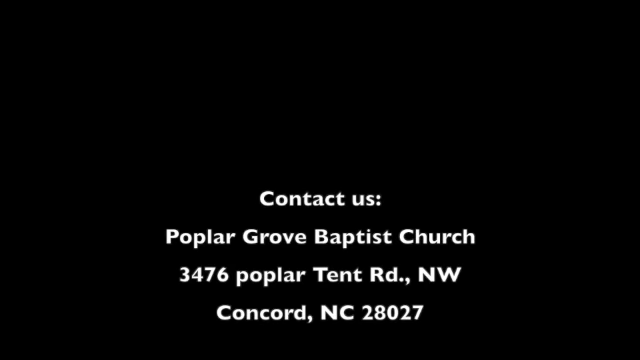 Contact us:
Poplar Grove Baptist Church
3476 poplar Tent Rd., NW
Concord, NC 28027